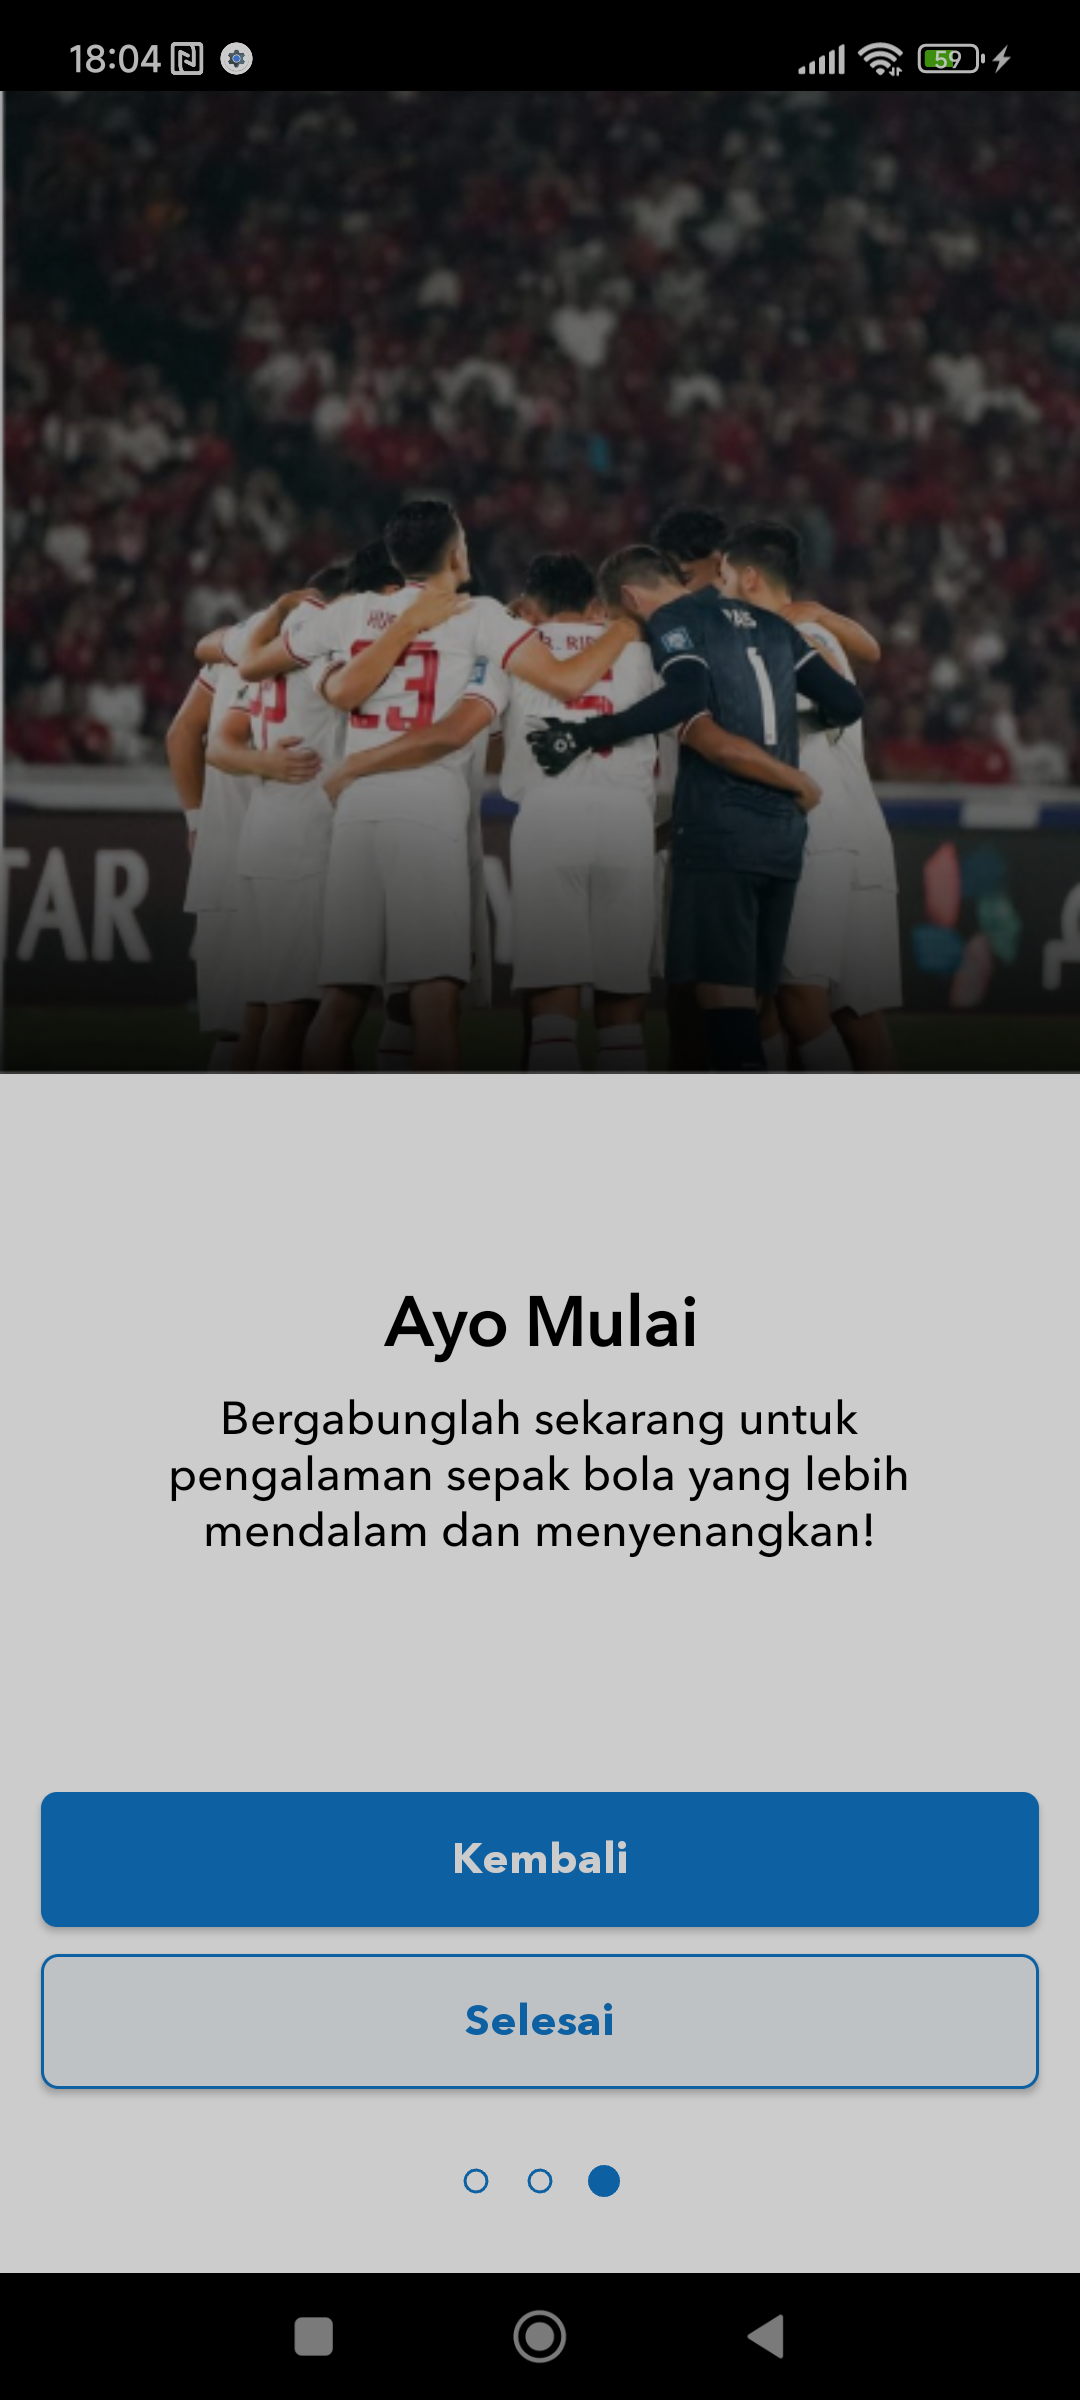 18:04
59
23
5
1
TAR
Ayo Mulai
Bergabunglah sekarang untuk
pengalaman sepak bola yang lebih
mendalam dan menyenangkan!
Kembali
Selesai